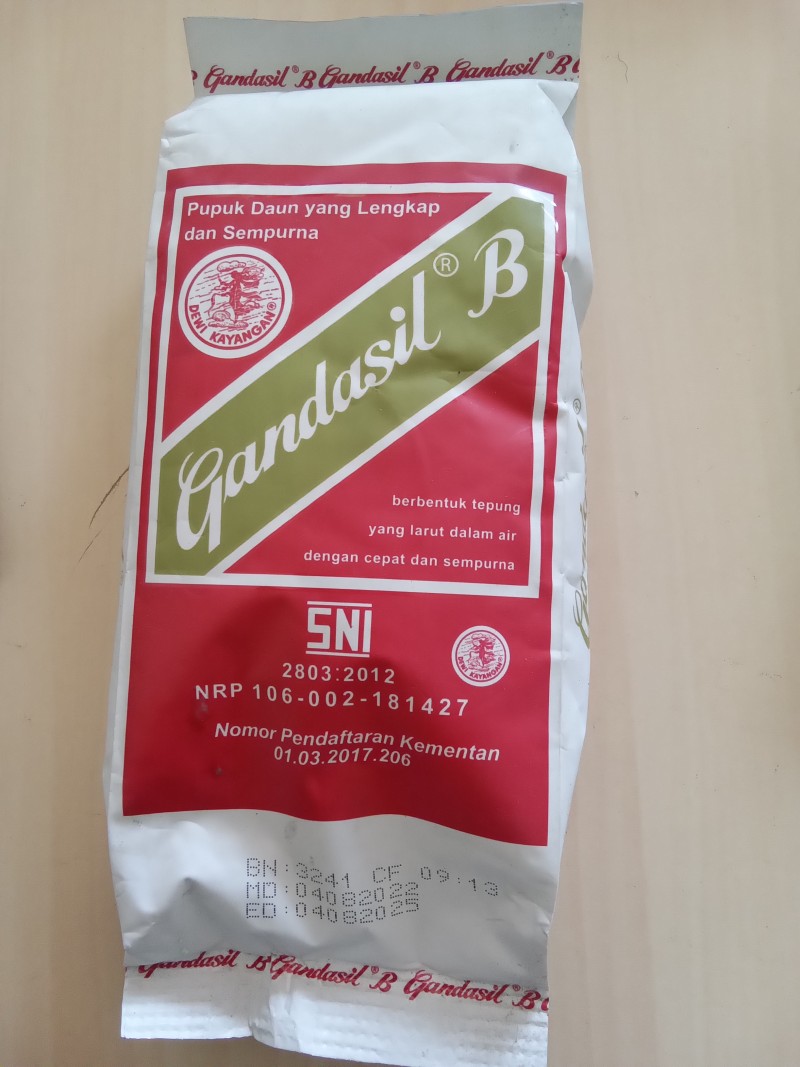 Gandasil® B Gandasil® B Gandasil® B
Pupuk Daun yang Lengkap
dan Sempurna
DEWI KAYANGAN®
Gandasil® B
berbentuk tepung
yang larut dalam air
dengan cepat dan sempurna
SNI
2803:2012
DEWI KAYANGAN
NRP 106-002-181427
Nomor Pendaftaran Kementan
01.03.2017.206
BN:3241 CF 09:13
MD:04082022
ED:04082025
Gandasil® B Gandasil® B Gandasil® B